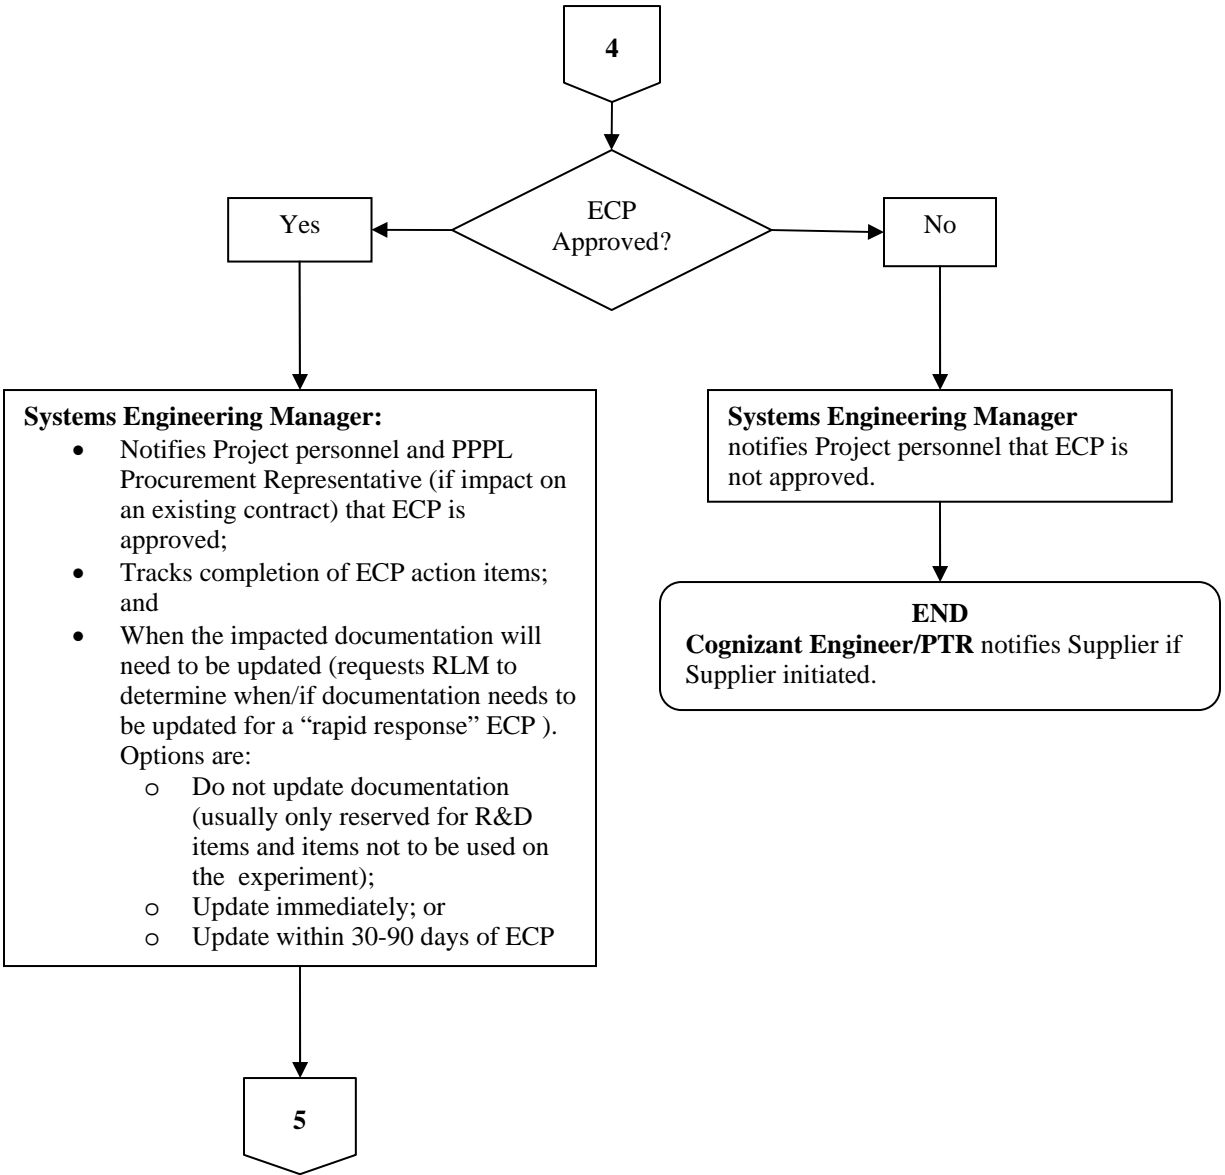 4
ECP
Approved?
Yes
No
Systems Engineering Manager:
• Notifies Project personnel and PPPL
Procurement Representative (if impact on
an existing contract) that ECP is
approved;
• Tracks completion of ECP action items;
and
• When the impacted documentation will
need to be updated (requests RLM to
determine when/if documentation needs to
be updated for a “rapid response” ECP ).
Options are:
o Do not update documentation
(usually only reserved for R&D
items and items not to be used on
the experiment);
o Update immediately; or
o Update within 30-90 days of ECP
Systems Engineering Manager
notifies Project personnel that ECP is
not approved.
END
Cognizant Engineer/PTR notifies Supplier if
Supplier initiated.
5